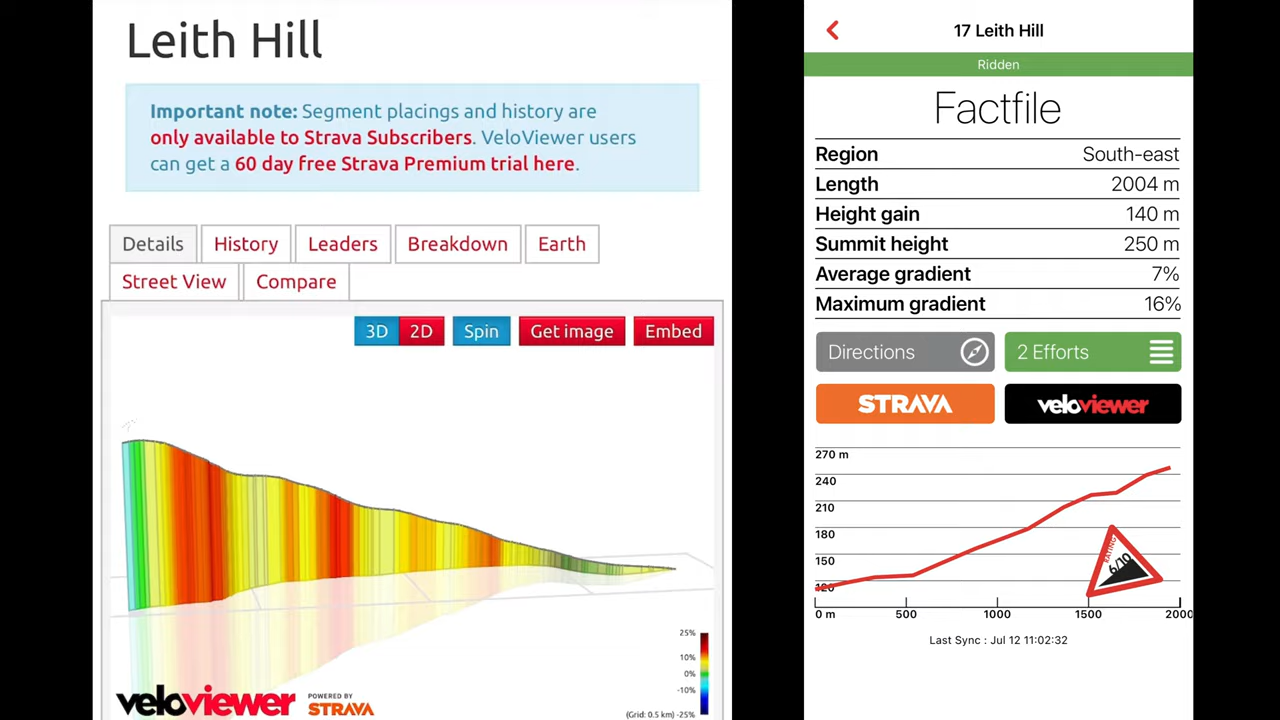 Leith Hill
Important note: Segment placings and history are
only available to Strava Subscribers. VeloViewer users
can get a 60 day free Strava Premium trial here.
Details History Leaders Breakdown Earth
Street View Compare
3D 2D Spin Get image Embed
25%
10%
0%
-10%
(Grid: 0.5 km) -25%
veloviewer POWERED BY
STRAVA
17 Leith Hill
Ridden
Factfile
Region South-east
Length 2004 m
Height gain 140 m
Summit height 250 m
Average gradient 7%
Maximum gradient 16%
Directions 2 Efforts
STRAVA veloviewer
270 m
240
210
180
150
120
RATING
6/10
0 m 500 1000 1500 2000
Last Sync : Jul 12 11:02:32